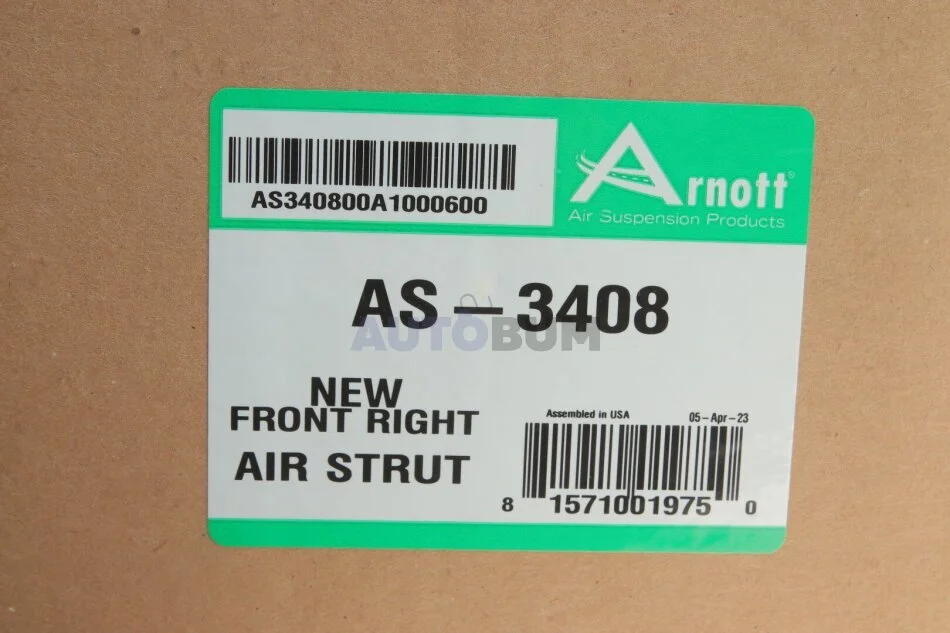 AS340800A1000600
Arnott®
Air Suspension Products
AS-3408
AUTOBUM
NEW
FRONT RIGHT
AIR STRUT
Assembled in USA 05-Apr-23
8 1571001975 0